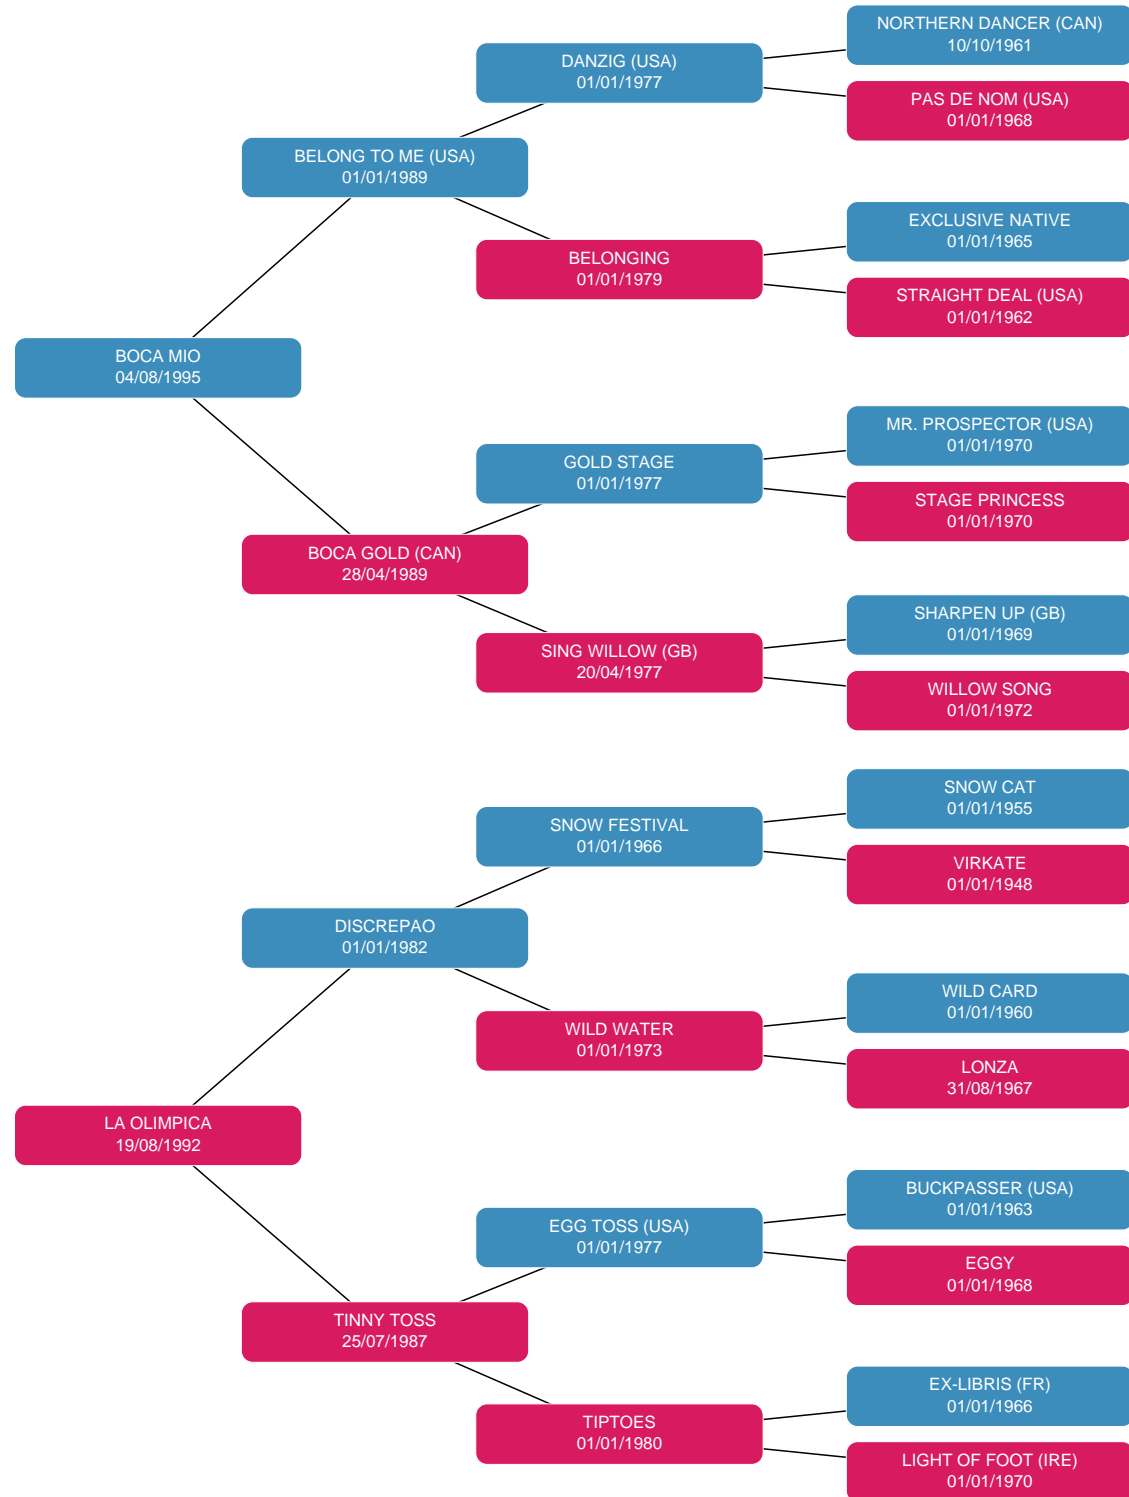 NORTHERN DANCER (CAN)
10/10/1961
DANZIG (USA)
01/01/1977
PAS DE NOM (USA)
01/01/1968
BELONG TO ME (USA)
01/01/1989
EXCLUSIVE NATIVE
01/01/1965
BELONGING
01/01/1979
STRAIGHT DEAL (USA)
01/01/1962
BOCA MIO
04/08/1995
MR. PROSPECTOR (USA)
01/01/1970
GOLD STAGE
01/01/1977
STAGE PRINCESS
01/01/1970
BOCA GOLD (CAN)
28/04/1989
SHARPEN UP (GB)
01/01/1969
SING WILLOW (GB)
20/04/1977
WILLOW SONG
01/01/1972
SNOW CAT
01/01/1955
SNOW FESTIVAL
01/01/1966
VIRKATE
01/01/1948
DISCREPAO
01/01/1982
WILD CARD
01/01/1960
WILD WATER
01/01/1973
LONZA
31/08/1967
LA OLIMPICA
19/08/1992
BUCKPASSER (USA)
01/01/1963
EGG TOSS (USA)
01/01/1977
EGGY
01/01/1968
TINNY TOSS
25/07/1987
EX-LIBRIS (FR)
01/01/1966
TIPTOES
01/01/1980
LIGHT OF FOOT (IRE)
01/01/1970